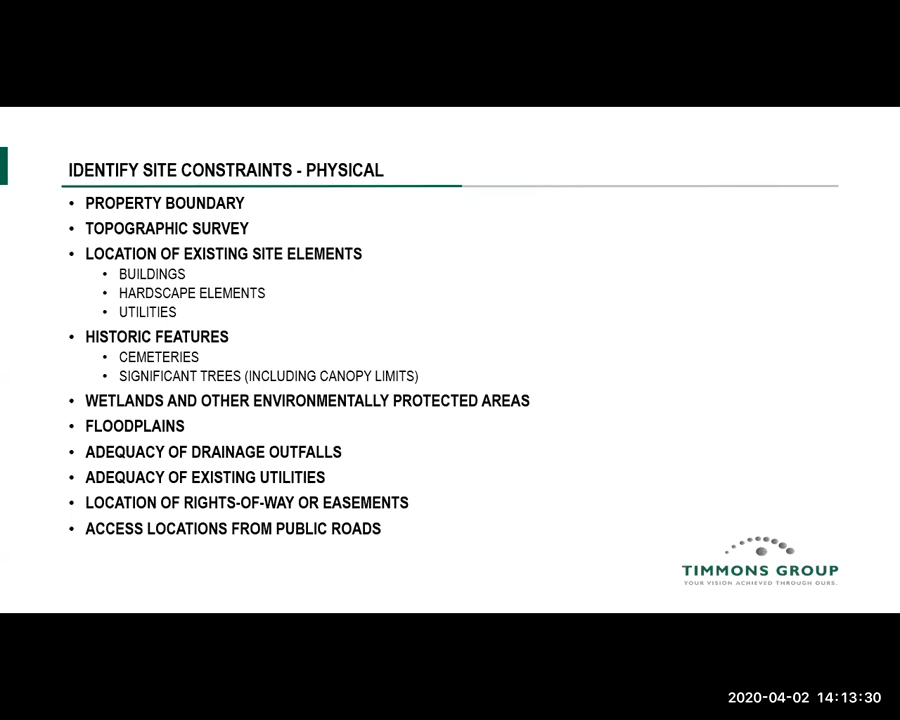 IDENTIFY SITE CONSTRAINTS - PHYSICAL
• PROPERTY BOUNDARY
• TOPOGRAPHIC SURVEY
• LOCATION OF EXISTING SITE ELEMENTS
• BUILDINGS
• HARDSCAPE ELEMENTS
• UTILITIES
• HISTORIC FEATURES
• CEMETERIES
• SIGNIFICANT TREES (INCLUDING CANOPY LIMITS)
• WETLANDS AND OTHER ENVIRONMENTALLY PROTECTED AREAS
• FLOODPLAINS
• ADEQUACY OF DRAINAGE OUTFALLS
• ADEQUACY OF EXISTING UTILITIES
• LOCATION OF RIGHTS-OF-WAY OR EASEMENTS
• ACCESS LOCATIONS FROM PUBLIC ROADS
TIMMONS GROUP
YOUR VISION ACHIEVED THROUGH OURS.
2020-04-02 14:13:30